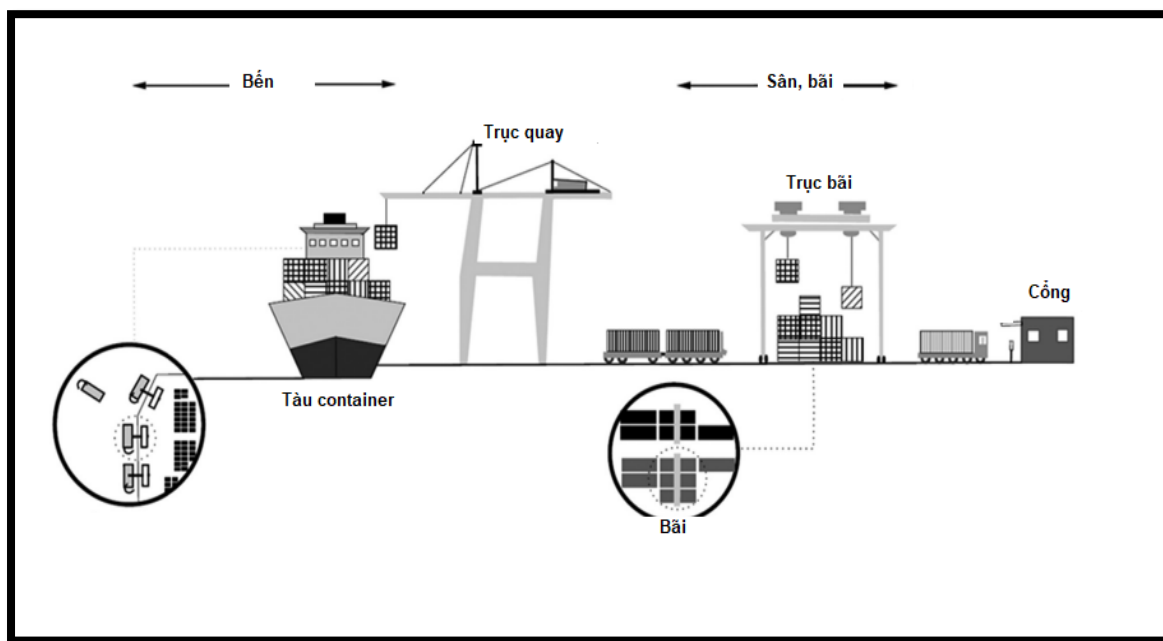 Bến
Sân, bãi
Trục quay
Trục bãi
Cổng
Tàu container
Bãi